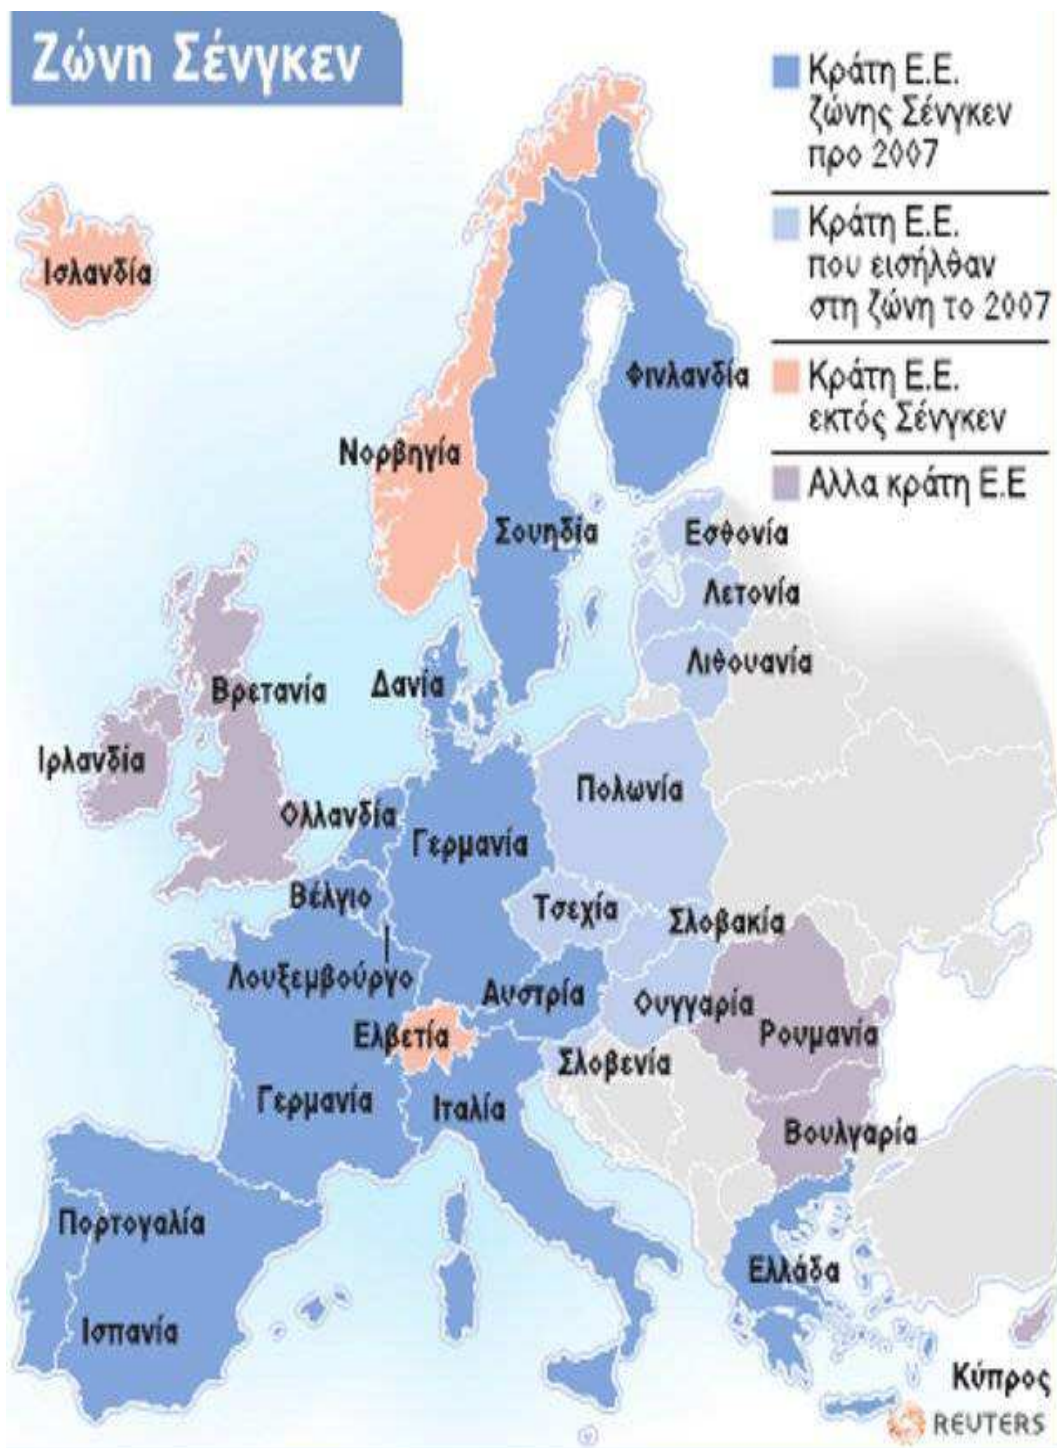 Ζώνη Σένγκεν
Κράτη Ε.Ε.
ζώνης Σένγκεν
προ 2007
Κράτη Ε.Ε.
που εισήλθαν
στη ζώνη το 2007
Κράτη Ε.Ε.
εκτός Σένγκεν
Αλλα κράτη Ε.Ε
Ισλανδία
Φινλανδία
Νορβηγία
Σουηδία
Εσθονία
Λετονία
Λιθουανία
Βρετανία
Δανία
Ιρλανδία
Πολωνία
Ολλανδία
Γερμανία
Βέλγιο
Τσεχία
Σλοβακία
Λουξεμβούργο
Αυστρία
Ουγγαρία
Ελβετία
Ρουμανία
Σλοβενία
Γερμανία
Ιταλία
Βουλγαρία
Πορτογαλία
Ελλάδα
Ισπανία
Κύπρος
REUTERS